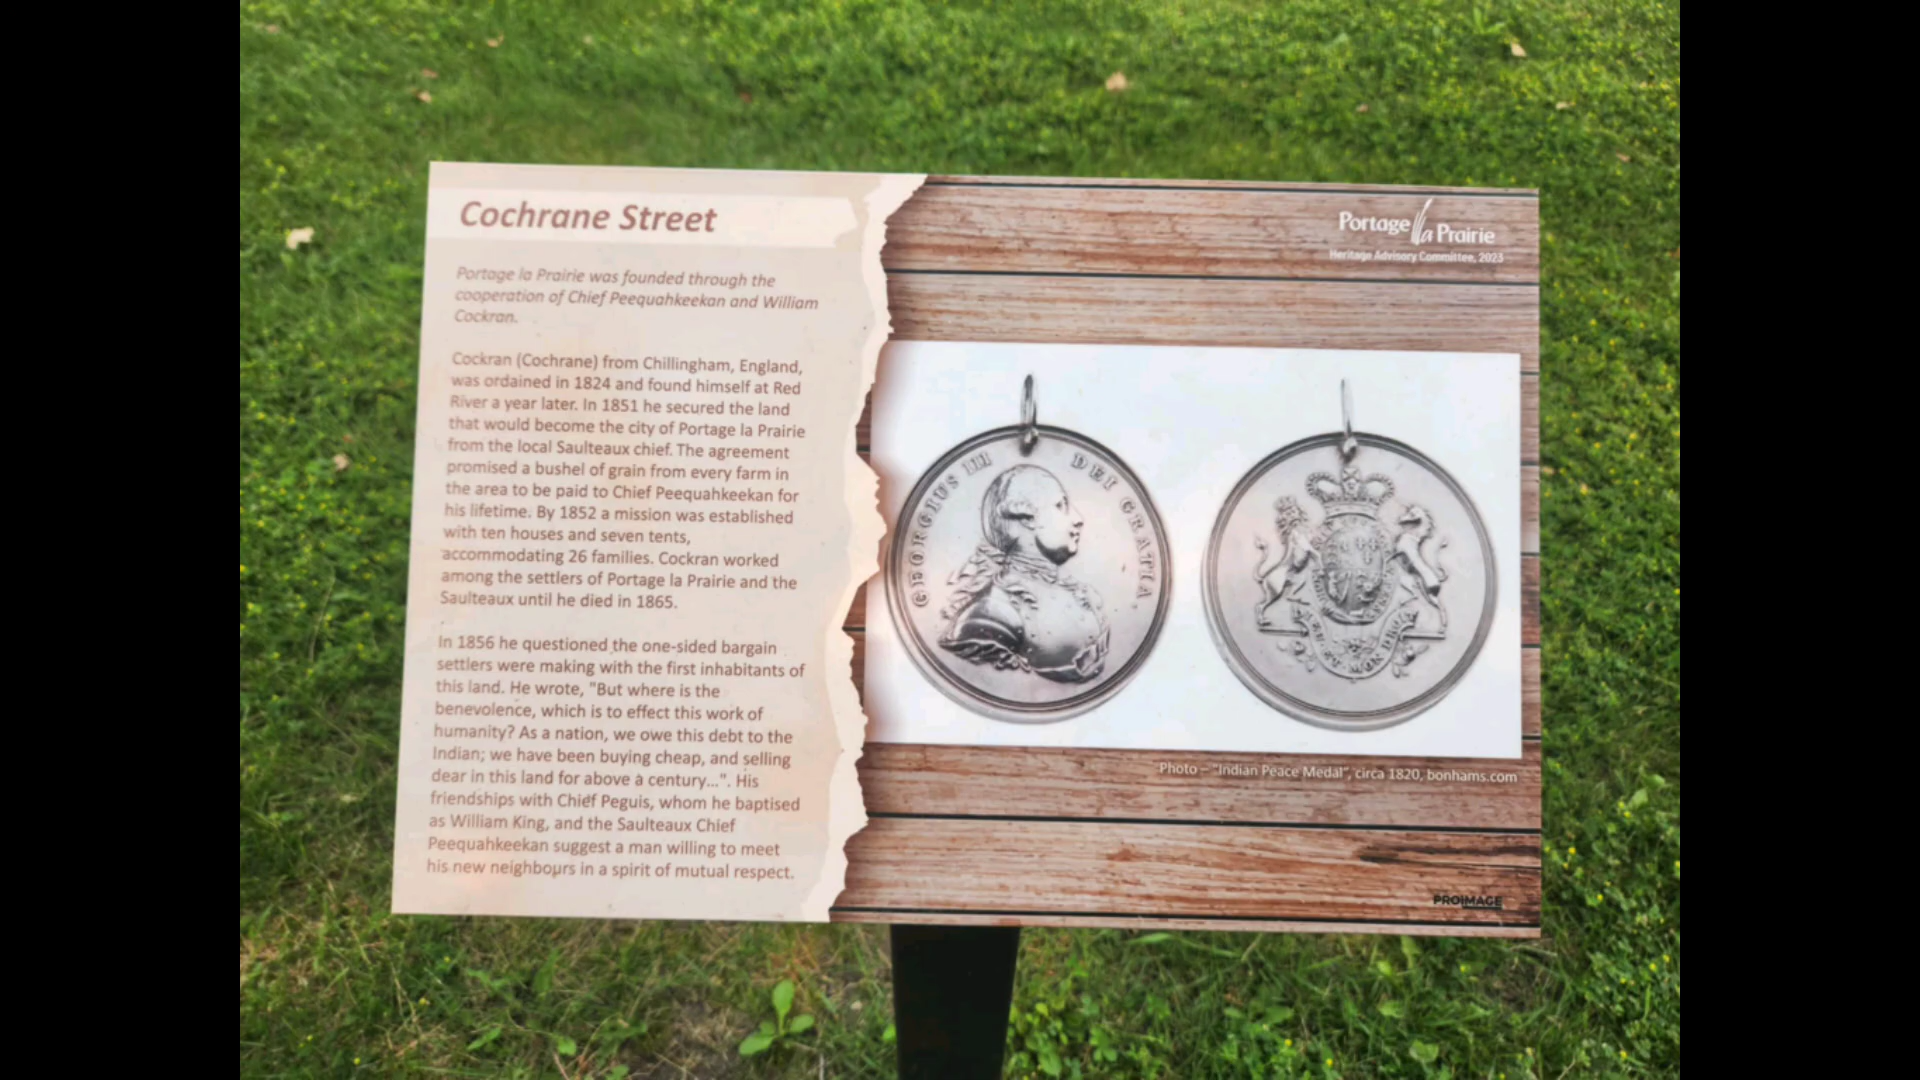 Cochrane Street
Portage la Prairie was founded through the
cooperation of Chief Peequahkeekan and William
Cockran.
Cockran (Cochrane) from Chillingham, England,
was ordained in 1824 and found himself at Red
River a year later. In 1851 he secured the land
that would become the city of Portage la Prairie
from the local Saulteaux chief. The agreement
promised a bushel of grain from every farm in
the area to be paid to Chief Peequahkeekan for
his lifetime. By 1852 a mission was established
with ten houses and seven tents,
accommodating 26 families. Cockran worked
among the settlers of Portage la Prairie and the
Saulteaux until he died in 1865.
In 1856 he questioned the one-sided bargain
settlers were making with the first inhabitants of
this land. He wrote, "But where is the
benevolence, which is to effect this work of
humanity? As a nation, we owe this debt to the
Indian; we have been buying cheap, and selling
dear in this land for above a century...". His
friendships with Chief Peguis, whom he baptised
as William King, and the Saulteaux Chief
Peequahkeekan suggest a man willing to meet
his new neighbours in a spirit of mutual respect.
Portage la Prairie
Heritage Advisory Committee, 2023
GEORGIUS III DEI GRATIA
ET MON DROIT
Photo – "Indian Peace Medal", circa 1820, bonhams.com
PROIMAGE